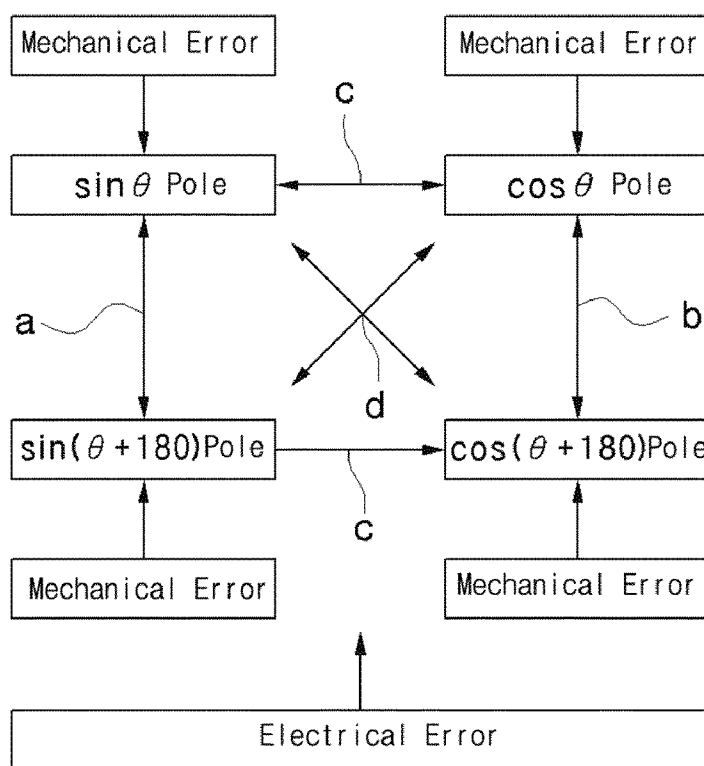 Mechanical Error
Mechanical Error
c
sin θ Pole
cos θ Pole
a
b
d
sin(θ+180)Pole
cos(θ+180)Pole
c
Mechanical Error
Mechanical Error
Electrical Error